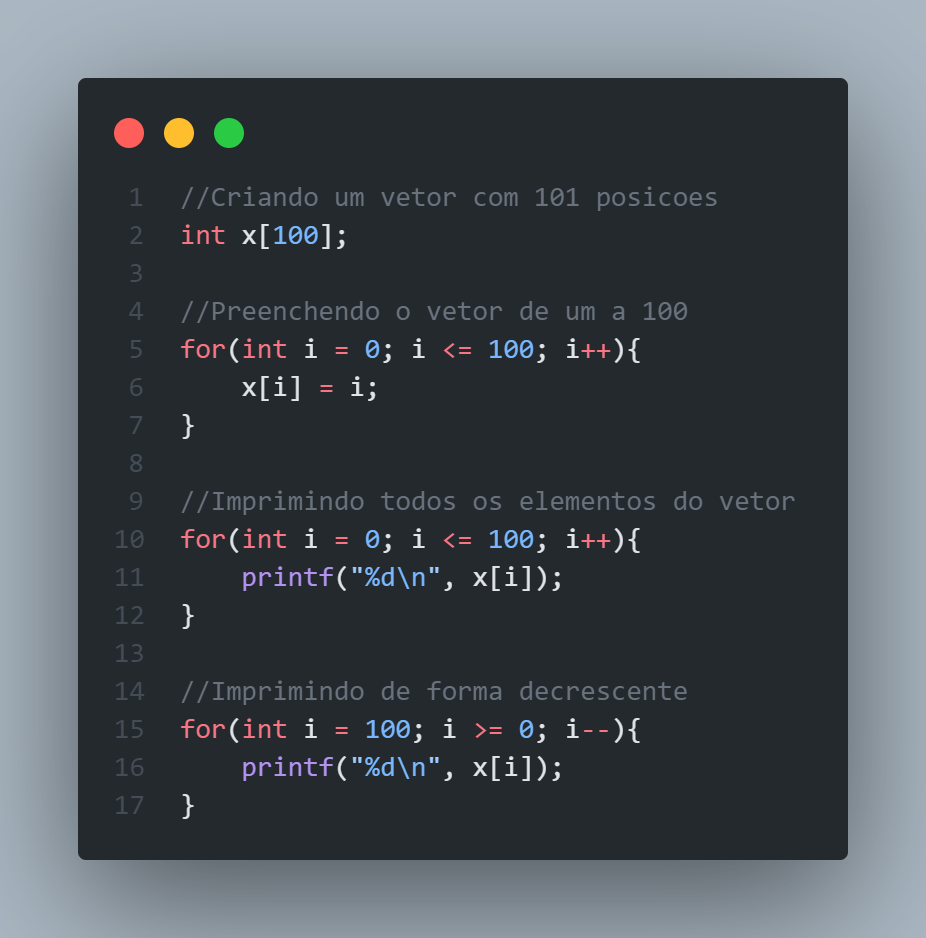 1 //Criando um vetor com 101 posicoes
2 int x[100];
3
4 //Preenchendo o vetor de um a 100
5 for(int i = 0; i <= 100; i++){
6     x[i] = i;
7 }
8
9 //Imprimindo todos os elementos do vetor
10 for(int i = 0; i <= 100; i++){
11     printf("%d\n", x[i]);
12 }
13
14 //Imprimindo de forma decrescente
15 for(int i = 100; i >= 0; i--){
16     printf("%d\n", x[i]);
17 }